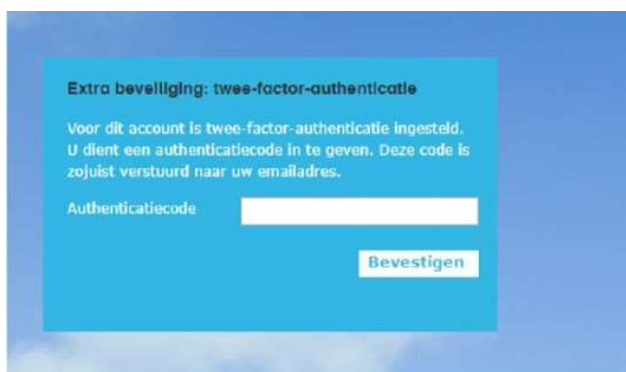 Extra beveiliging: twee-factor-authenticatie
Voor dit account is twee-factor-authenticatie ingesteld.
U dient een authenticatiecode in te geven. Deze code is
zojuist verstuurd naar uw emailadres.
Authenticatiecode
Bevestigen